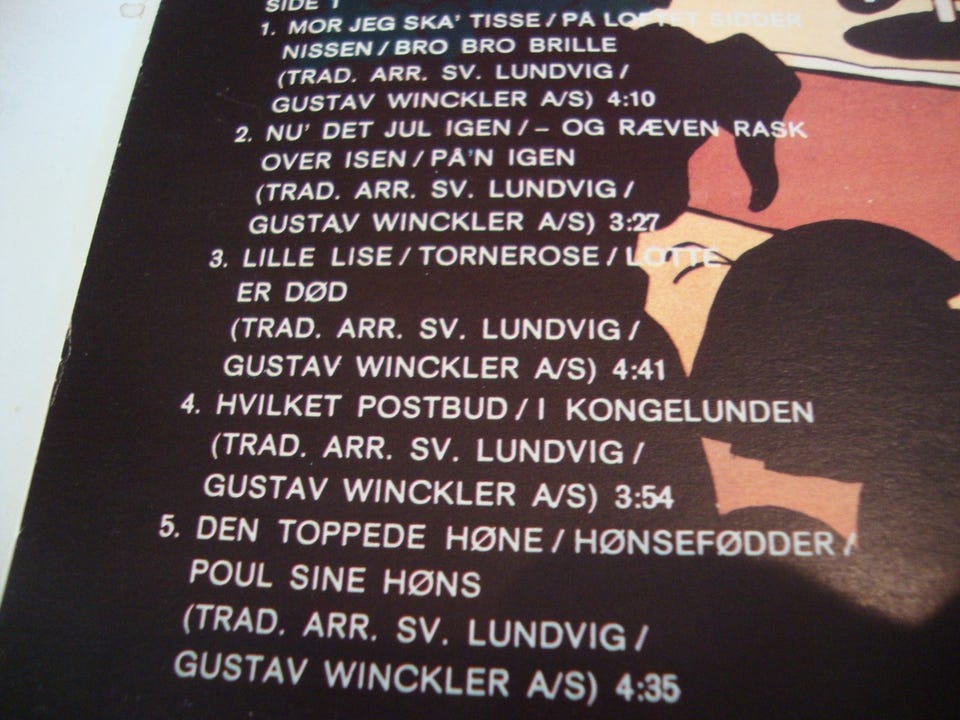 SIDE 1
1. MOR JEG SKA' TISSE / PÅ LOFTET SIDDER
NISSEN / BRO BRO BRILLE
(TRAD. ARR. SV. LUNDVIG /
GUSTAV WINCKLER A/S) 4:10
2. NU' DET JUL IGEN / – OG RÆVEN RASK
OVER ISEN / PÅ'N IGEN
(TRAD. ARR. SV. LUNDVIG /
GUSTAV WINCKLER A/S) 3:27
3. LILLE LISE / TORNEROSE / LOTTE
ER DØD
(TRAD. ARR. SV. LUNDVIG /
GUSTAV WINCKLER A/S) 4:41
4. HVILKET POSTBUD / I KONGELUNDEN
(TRAD. ARR. SV. LUNDVIG /
GUSTAV WINCKLER A/S) 3:54
5. DEN TOPPEDE HØNE / HØNSEFØDDER /
POUL SINE HØNS
(TRAD. ARR. SV. LUNDVIG /
GUSTAV WINCKLER A/S) 4:35